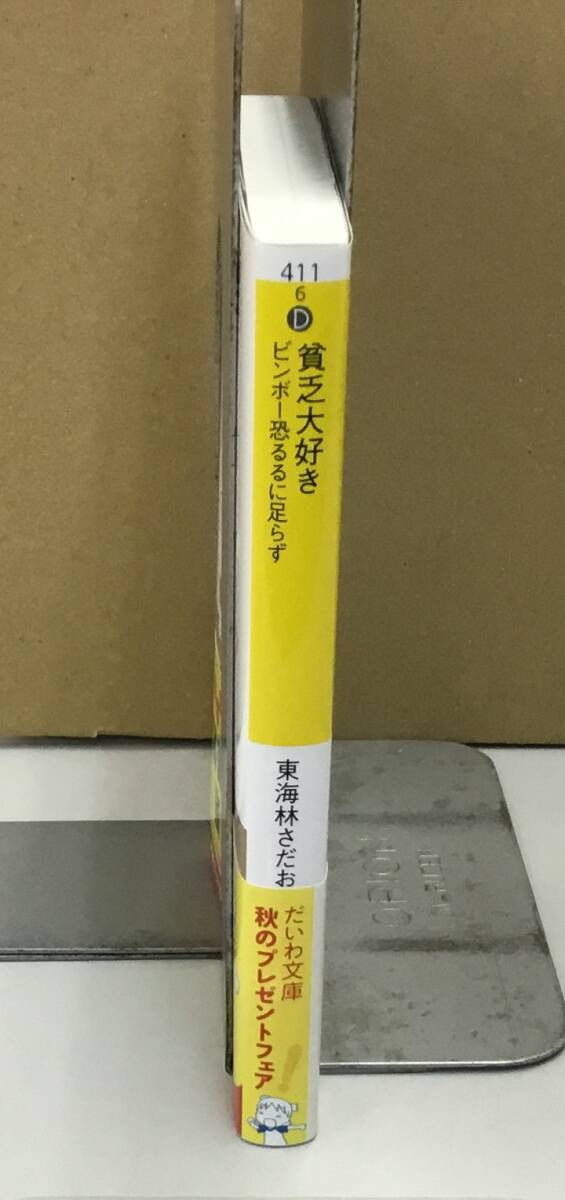 411
6
D
貧乏大好き
ビンボー恐るるに足らず
東海林さだお
だいわ文庫
秋のプレゼントフェア!
ORION